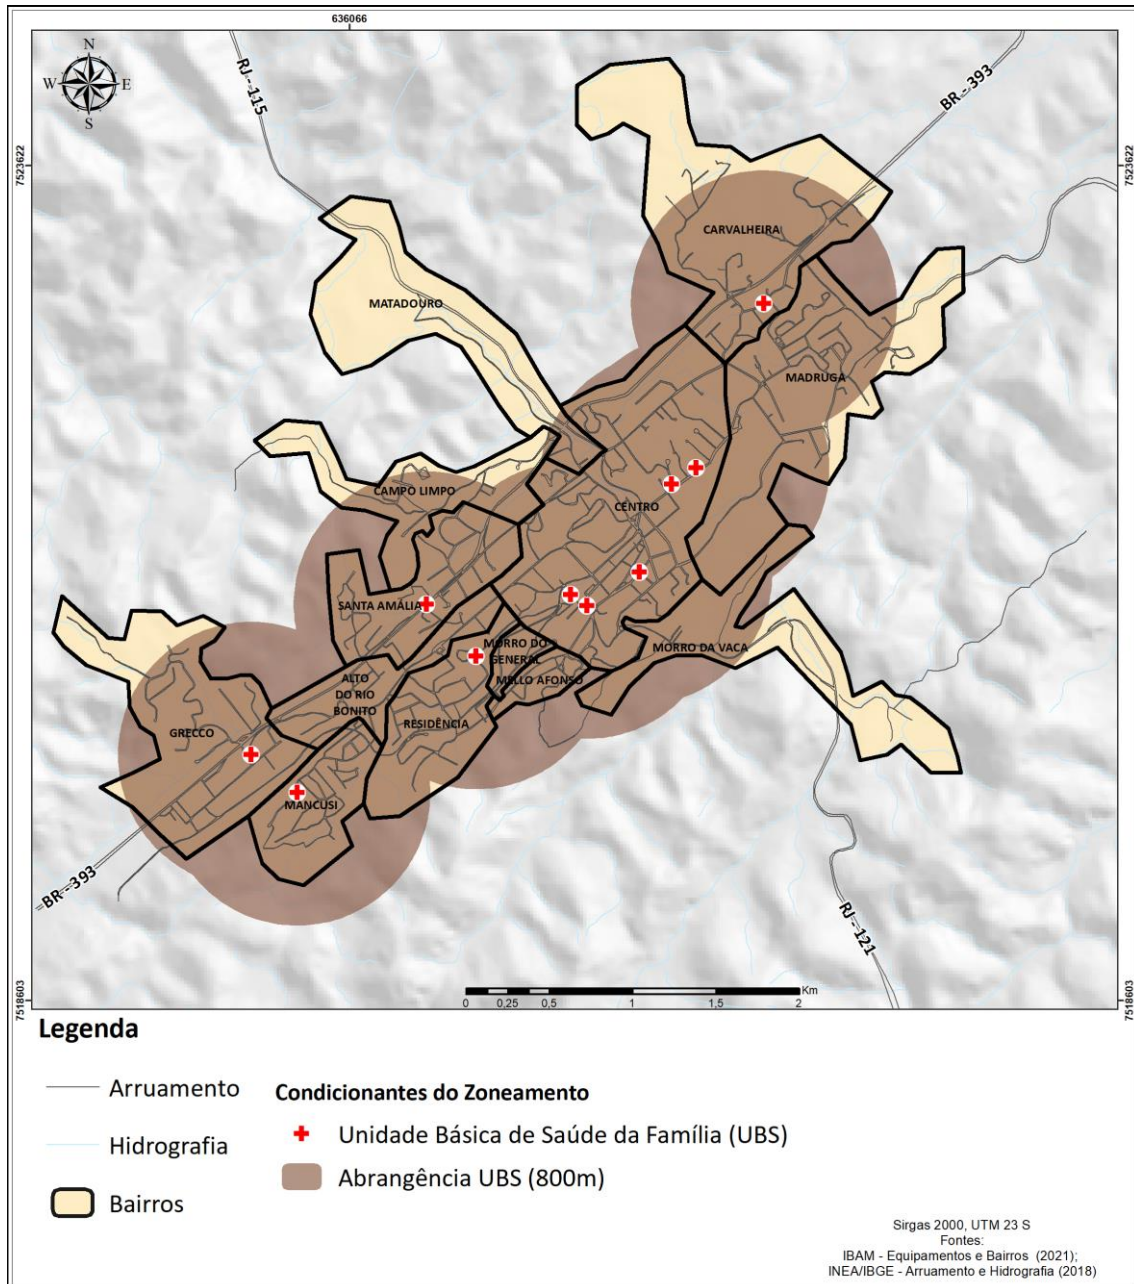 636066
N
W E
S
RJ - 115
BR - 393
7523622
7523622
CARVALHEIRA
MATADOURO
MADRUGA
CAMPO LIMPO
CENTRO
SANTA AMÁLIA
MORRO DO
GENERAL
MORRO DA VACA
MELLO AFONSO
ALTO
DO RIO
BONITO
RESIDÊNCIA
GRECCO
MANCUSI
BR - 393
RJ - 121
7518603
7518603
Km
0 0,25 0,5 1 1,5 2
Legenda
Arruamento
Hidrografia
Bairros
Condicionantes do Zoneamento
Unidade Básica de Saúde da Família (UBS)
Abrangência UBS (800m)
Sirgas 2000, UTM 23 S
Fontes:
IBAM - Equipamentos e Bairros (2021);
INEA/IBGE - Arruamento e Hidrografia (2018)